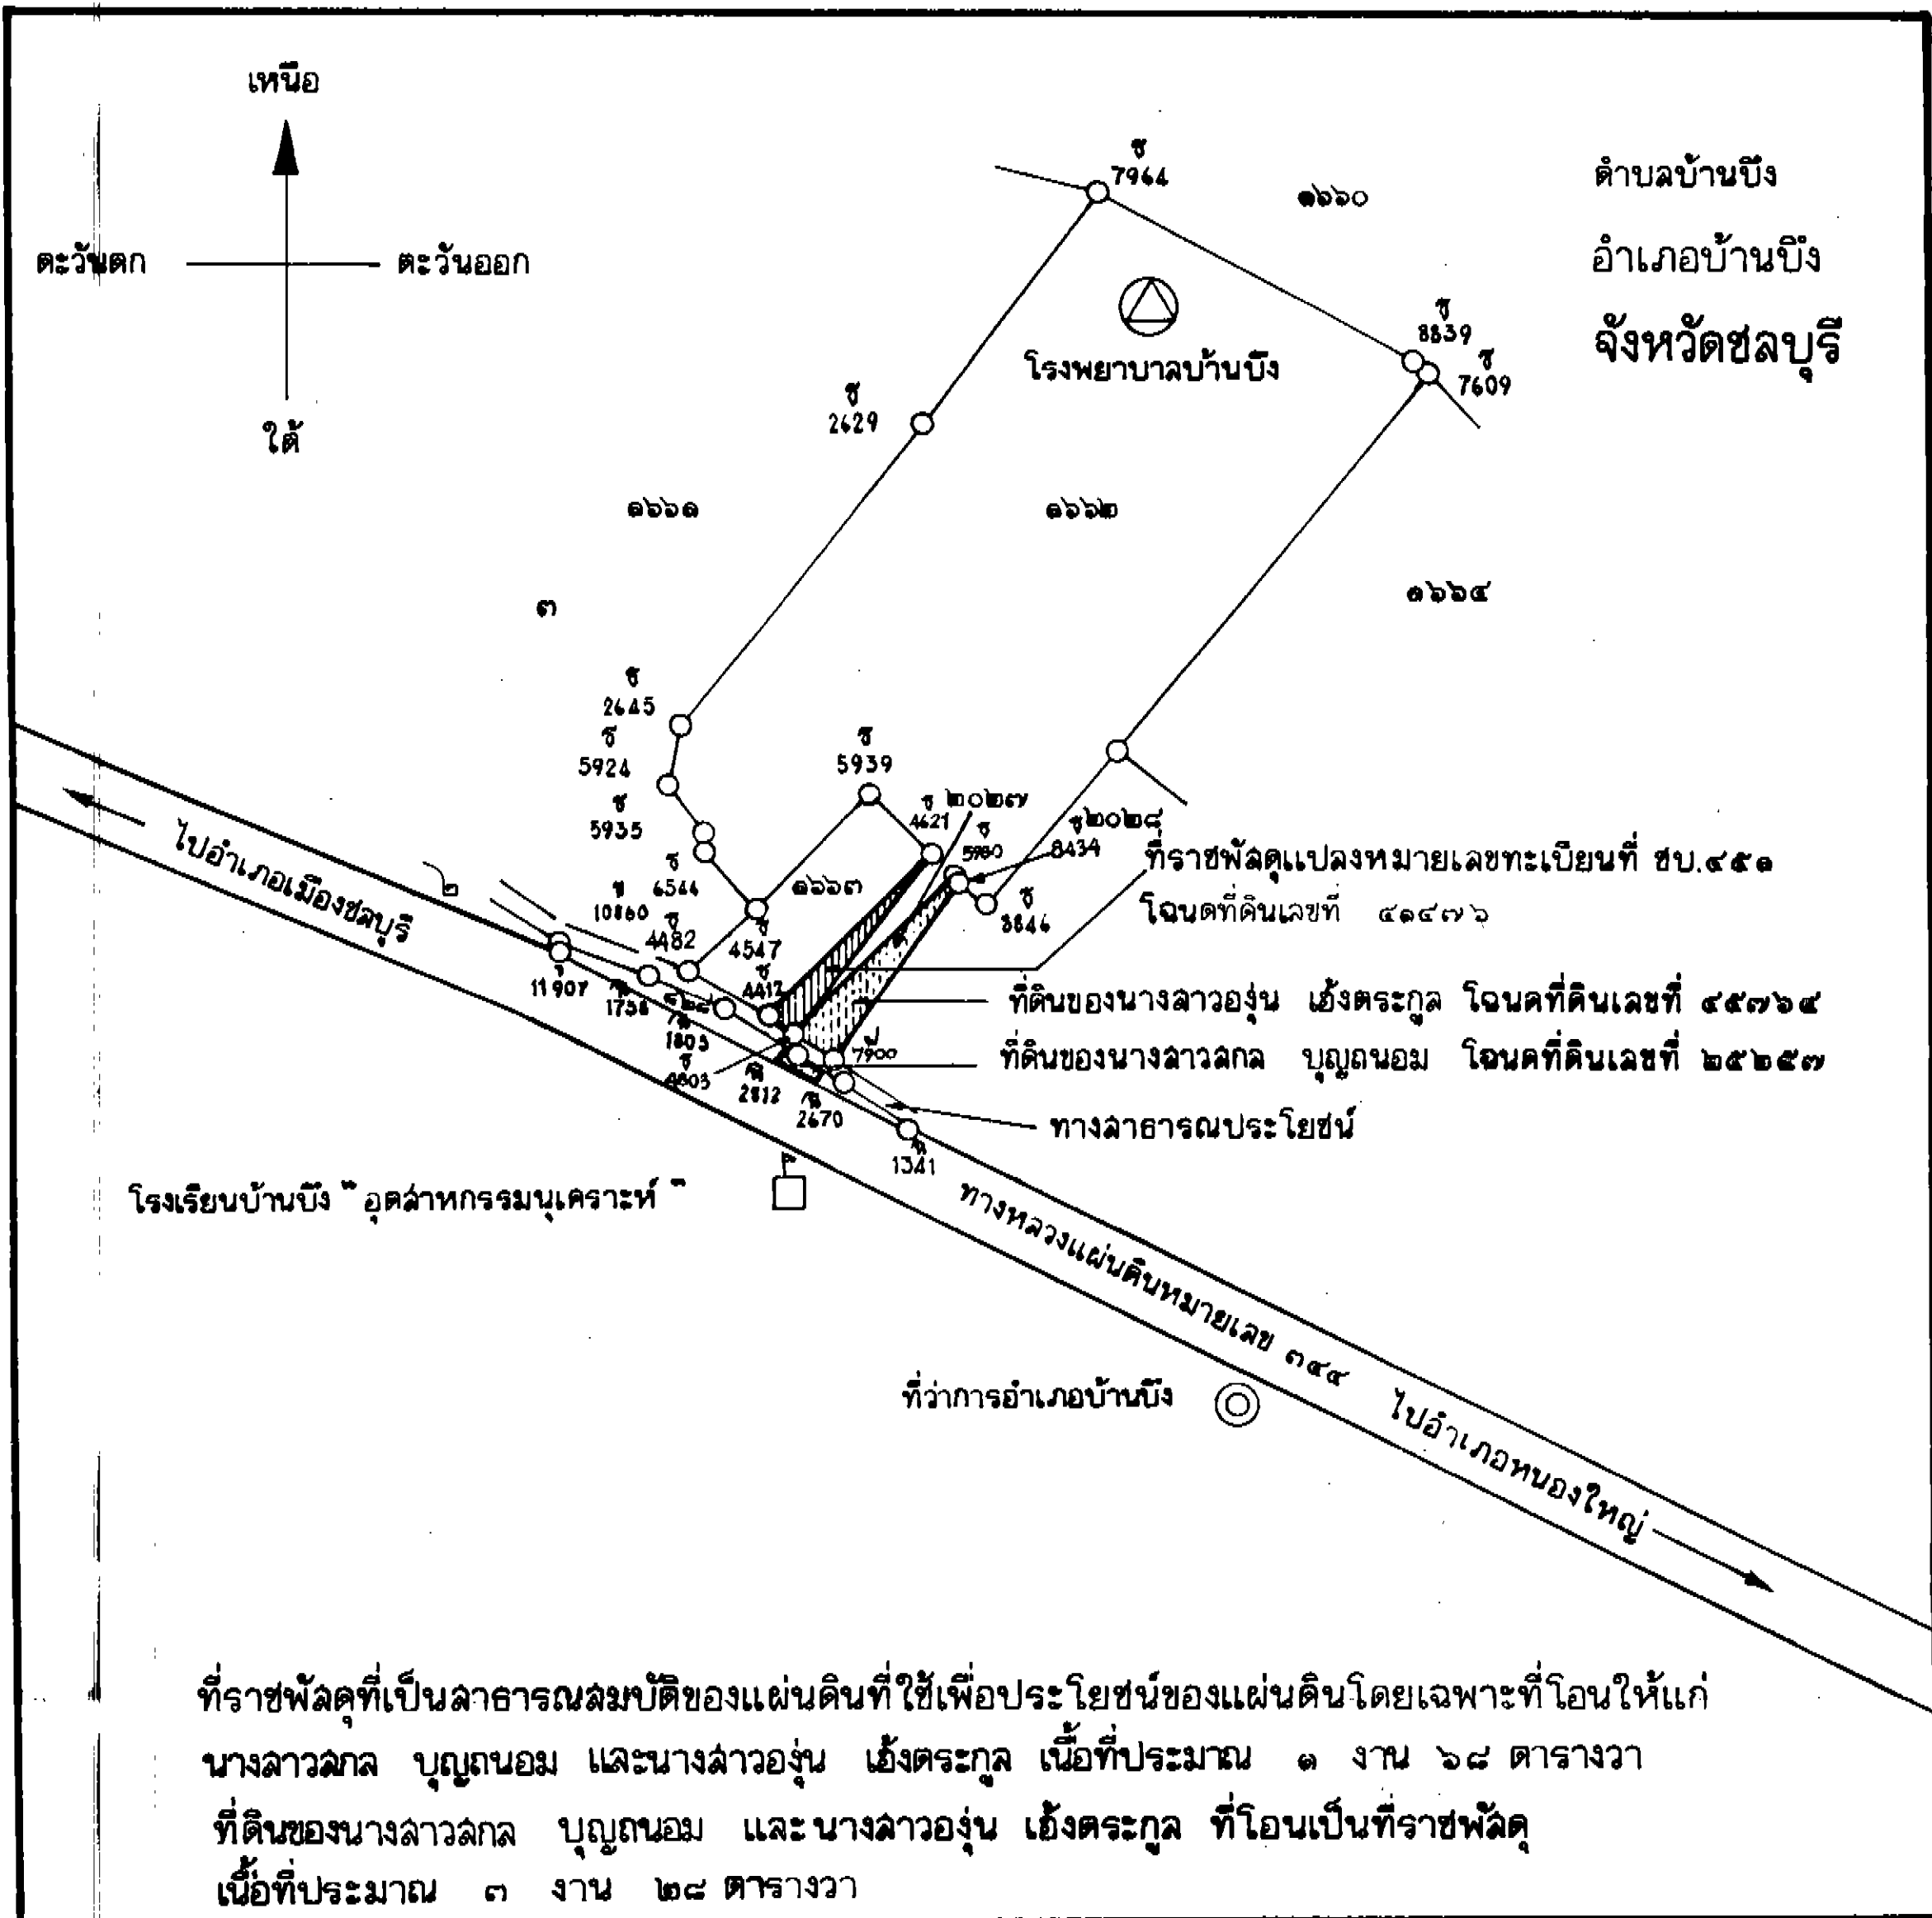 เหนือ
ตะวันตก
ตะวันออก
ใต้
ตำบลบ้านบึง
อำเภอบ้านบึง
จังหวัดชลบุรี
ช
7964
๑๖๖๐
ช
8839
ช
7609
โรงพยาบาลบ้านบึง
ช
2629
๑๖๖๑
๑๖๖๒
๑๖๖๔
๓
ช
2645
ช
5924
ช
5935
ช
6544
ช
5939
ช
4621
๒๐๒๗
ช
5980
ช
8434
๒๐๒๘
ช
8846
๑๖๖๓
ที่ราชพัสดุแปลงหมายเลขทะเบียนที่ ชบ.๔๕๑
โฉนดที่ดินเลขที่ ๔๑๔๗๖
๒
10860
ช
4482
ช
4547
ช
4417
11907
1758
1805
ช
2812
2670
7900
1341
ที่ดินของนางสาวองุ่น เฮ้งตระกูล โฉนดที่ดินเลขที่ ๔๕๗๖๔
ที่ดินของนางสาวสกล บุญถนอม โฉนดที่ดินเลขที่ ๒๕๒๕๗
ทางสาธารณประโยชน์
ไปอำเภอเมืองชลบุรี
โรงเรียนบ้านบึง "อุตสาหกรรมนุเคราะห์"
ทางหลวงแผ่นดินหมายเลข ๓๔๔
ไปอำเภอหนองใหญ่
ที่ว่าการอำเภอบ้านบึง
ที่ราชพัสดุที่เป็นสาธารณสมบัติของแผ่นดินที่ใช้เพื่อประโยชน์ของแผ่นดินโดยเฉพาะที่โอนให้แก่
นางสาวสกล บุญถนอม และนางสาวองุ่น เฮ้งตระกูล เนื้อที่ประมาณ ๑ งาน ๖๘ ตารางวา
ที่ดินของนางสาวสกล บุญถนอม และนางสาวองุ่น เฮ้งตระกูล ที่โอนเป็นที่ราชพัสดุ
เนื้อที่ประมาณ ๓ งาน ๒๘ ตารางวา